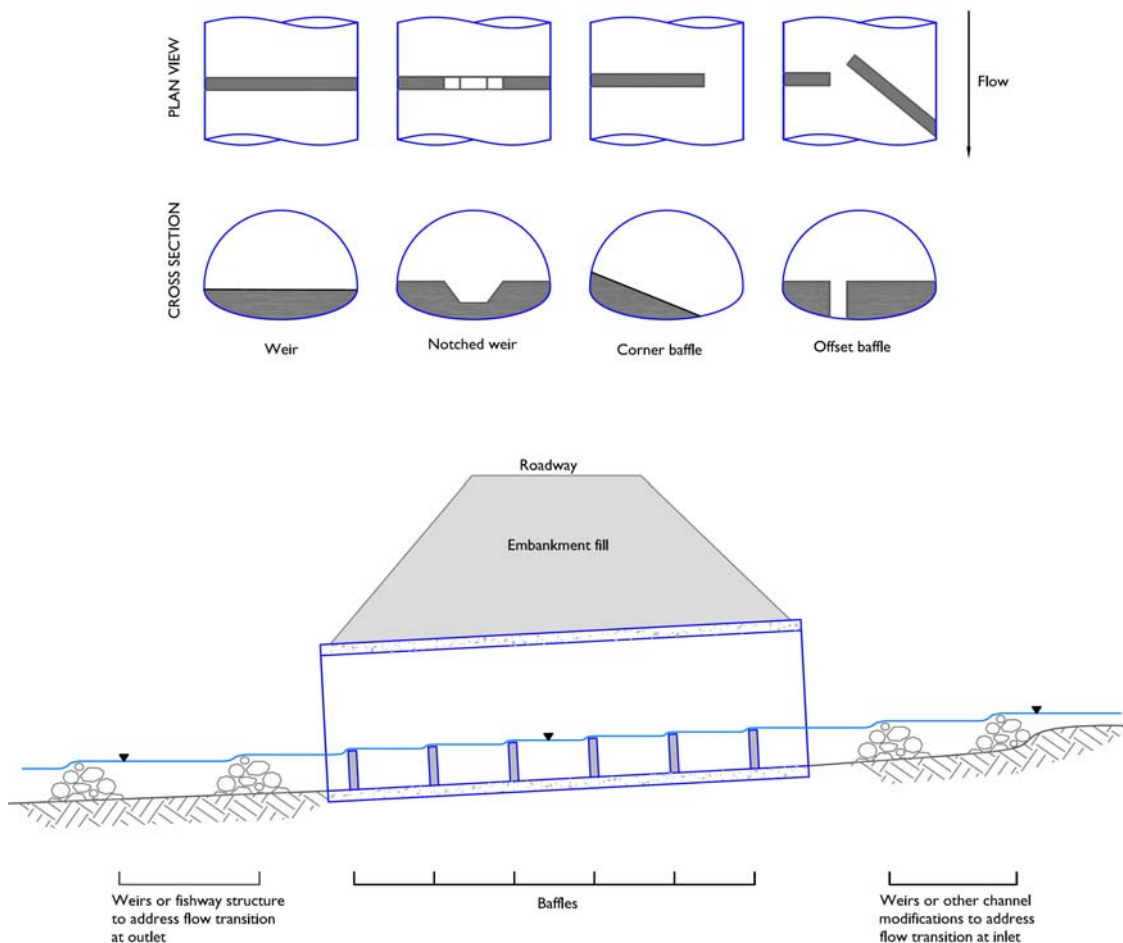 PLAN VIEW
Flow
CROSS SECTION
Weir
Notched weir
Corner baffle
Offset baffle
Roadway
Embankment fill
Weirs or fishway structure
to address flow transition
at outlet
Baffles
Weirs or other channel
modifications to address
flow transition at inlet